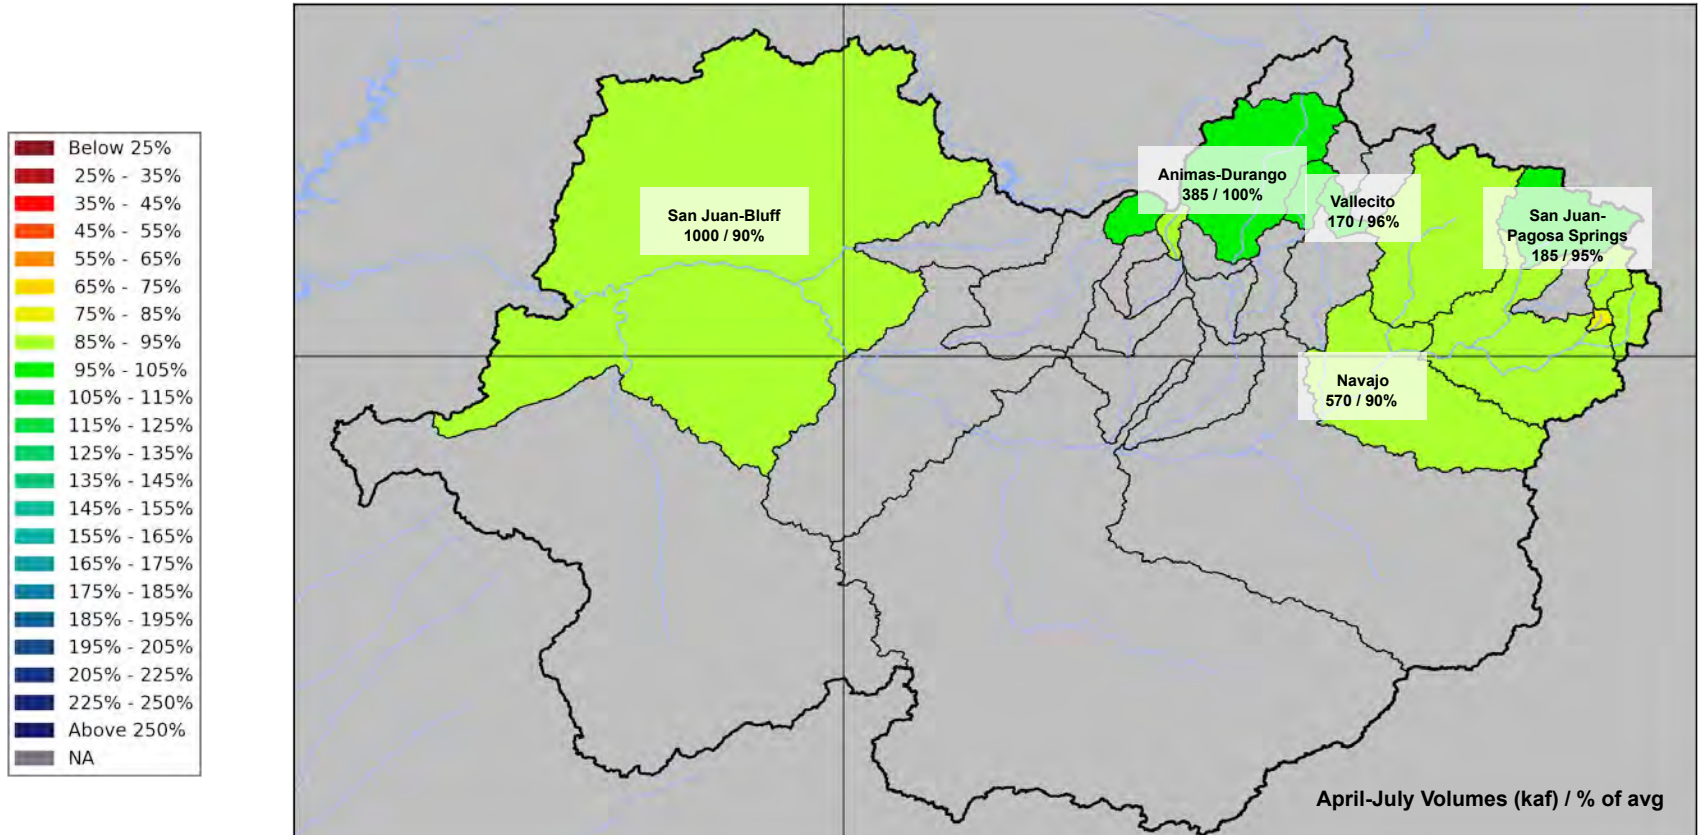 Below 25%
25% - 35%
35% - 45%
45% - 55%
55% - 65%
65% - 75%
75% - 85%
85% - 95%
95% - 105%
105% - 115%
115% - 125%
125% - 135%
135% - 145%
145% - 155%
155% - 165%
165% - 175%
175% - 185%
185% - 195%
195% - 205%
205% - 225%
225% - 250%
Above 250%
NA
San Juan-Bluff
1000 / 90%
Animas-Durango
385 / 100%
Vallecito
170 / 96%
San Juan-
Pagosa Springs
185 / 95%
Navajo
570 / 90%
April-July Volumes (kaf) / % of avg